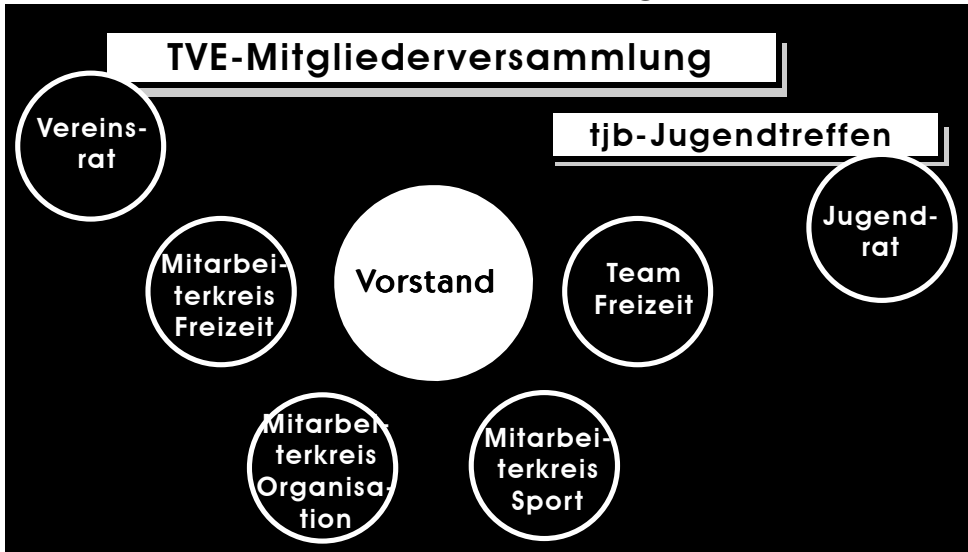 TVE-Mitgliederversammlung
Vereins-
rat
tjb-Jugendtreffen
Jugend-
rat
Mitarbei-
terkreis
Freizeit
Vorstand
Team
Freizeit
Mitarbei-
terkreis
Organisa-
tion
Mitarbei-
terkreis
Sport